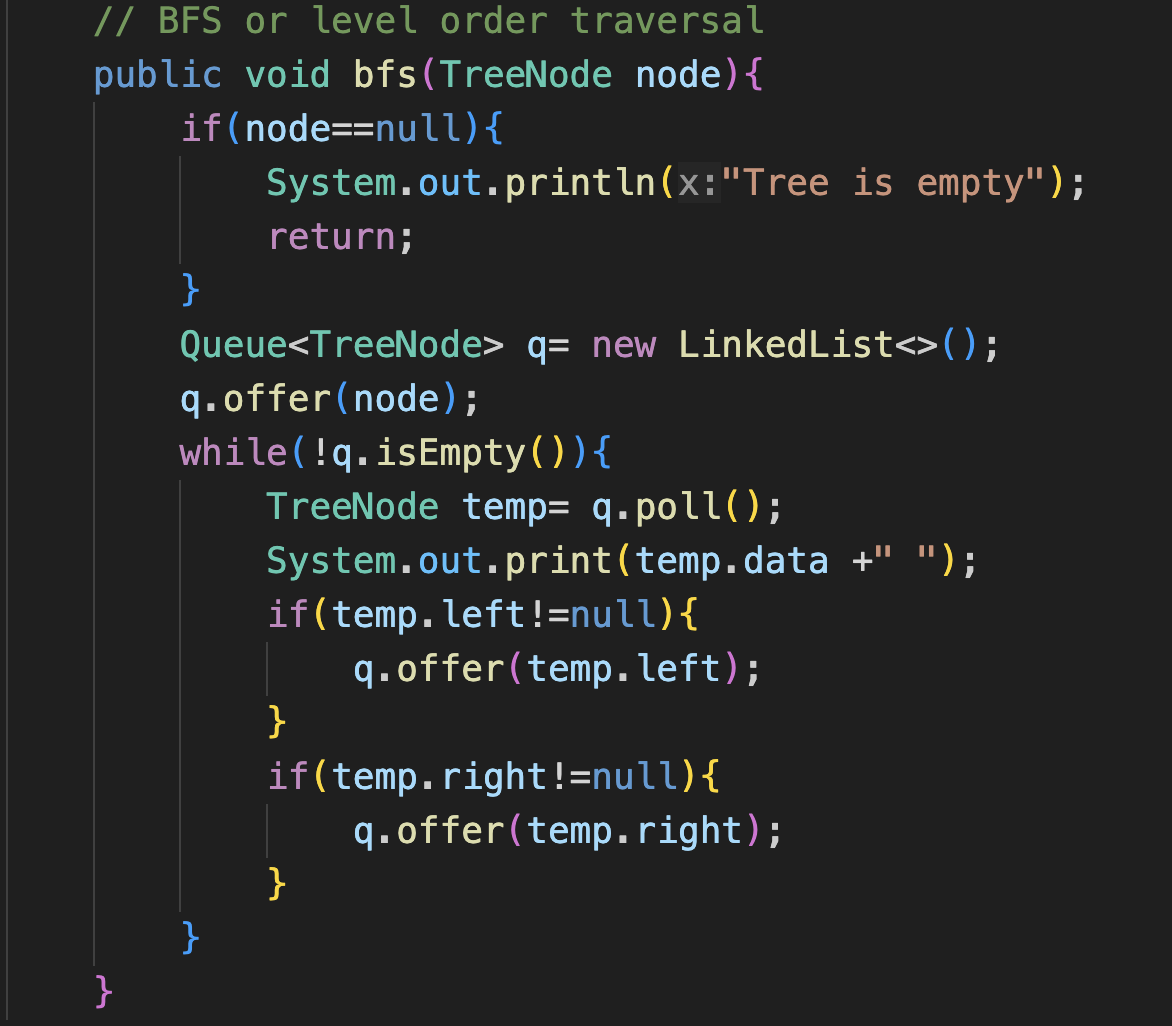 // BFS or level order traversal
public void bfs(TreeNode node){
if(node==null){
System.out.println(x:"Tree is empty");
return;
}
Queue<TreeNode> q= new LinkedList<>();
q.offer(node);
while(!q.isEmpty()){
TreeNode temp= q.poll();
System.out.print(temp.data +" ");
if(temp.left!=null){
q.offer(temp.left);
}
if(temp.right!=null){
q.offer(temp.right);
}
}
}